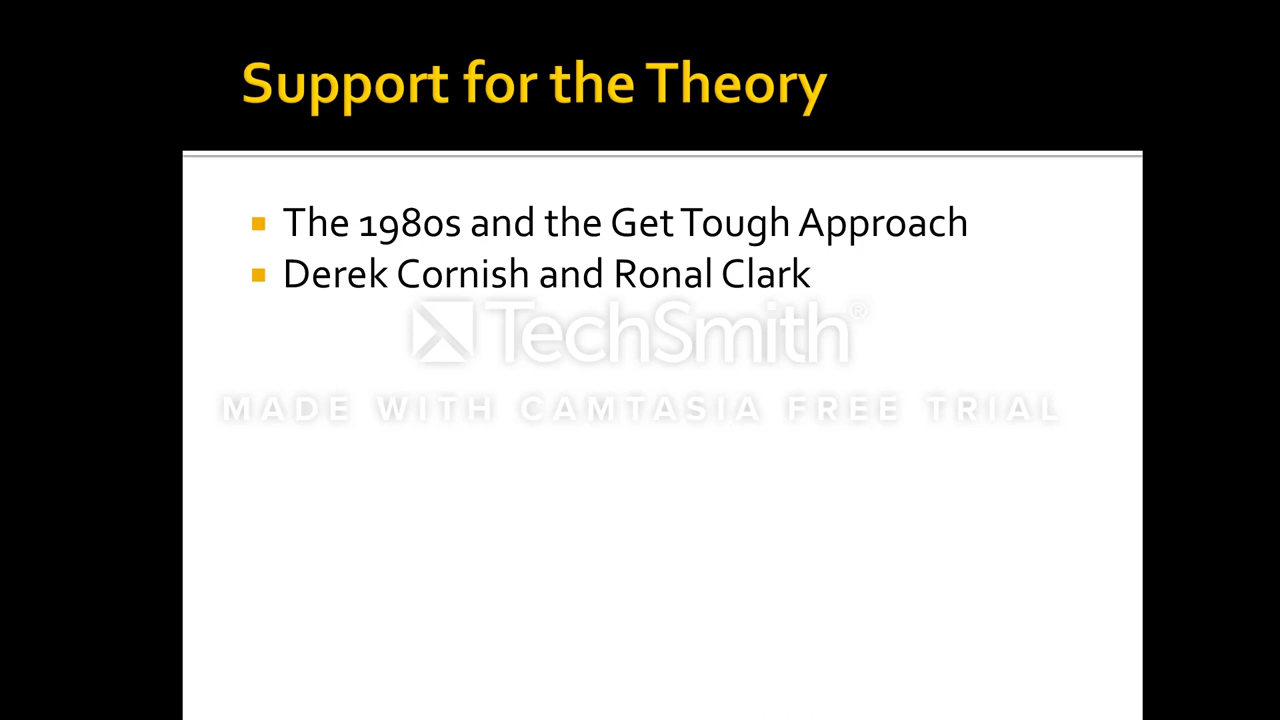 Support for the Theory
The 1980s and the Get Tough Approach
Derek Cornish and Ronal Clark
TechSmith®
MADE WITH CAMTASIA FREE TRIAL